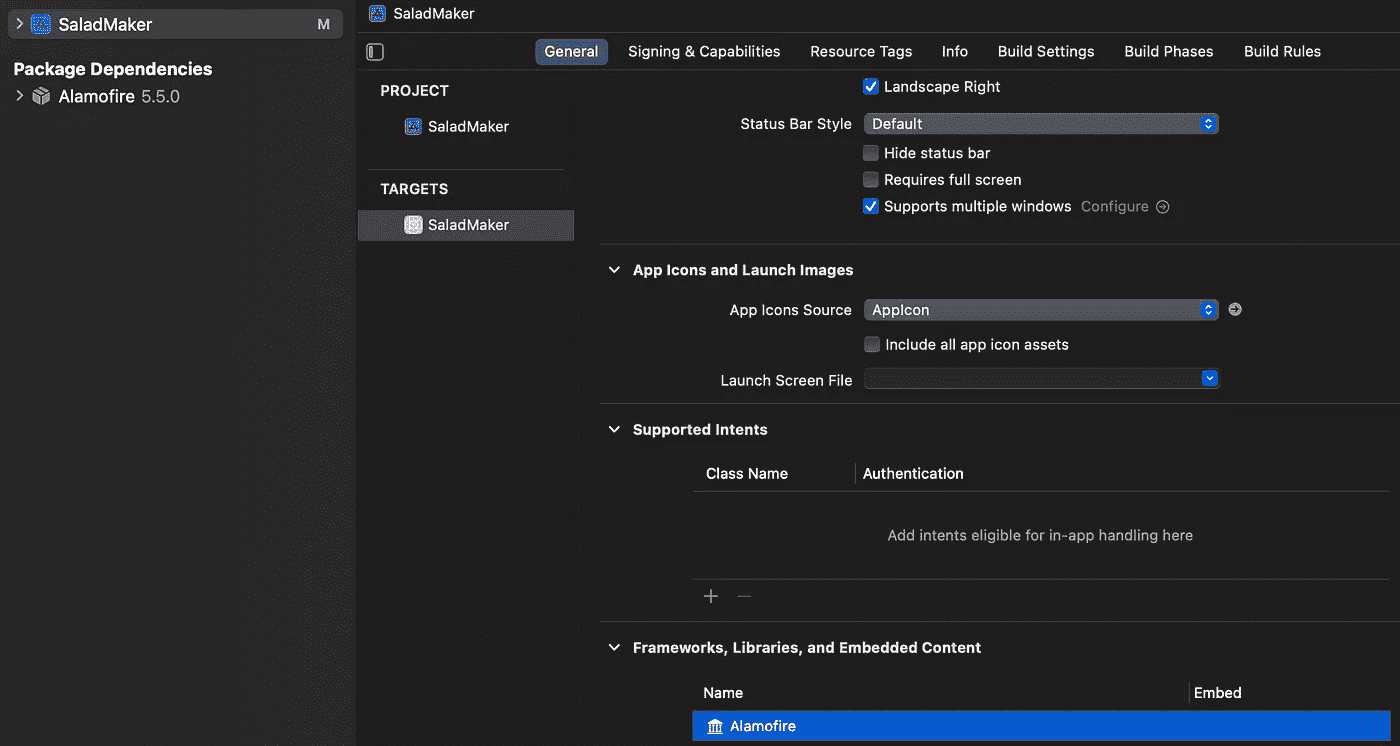 SaladMaker M
Package Dependencies
Alamofire 5.5.0
SaladMaker
General Signing & Capabilities Resource Tags Info Build Settings Build Phases Build Rules
PROJECT
SaladMaker
TARGETS
SaladMaker
Landscape Right
Status Bar Style Default
Hide status bar
Requires full screen
Supports multiple windows Configure
App Icons and Launch Images
App Icons Source AppIcon
Include all app icon assets
Launch Screen File
Supported Intents
Class Name Authentication
Add intents eligible for in-app handling here
Frameworks, Libraries, and Embedded Content
Name Embed
Alamofire